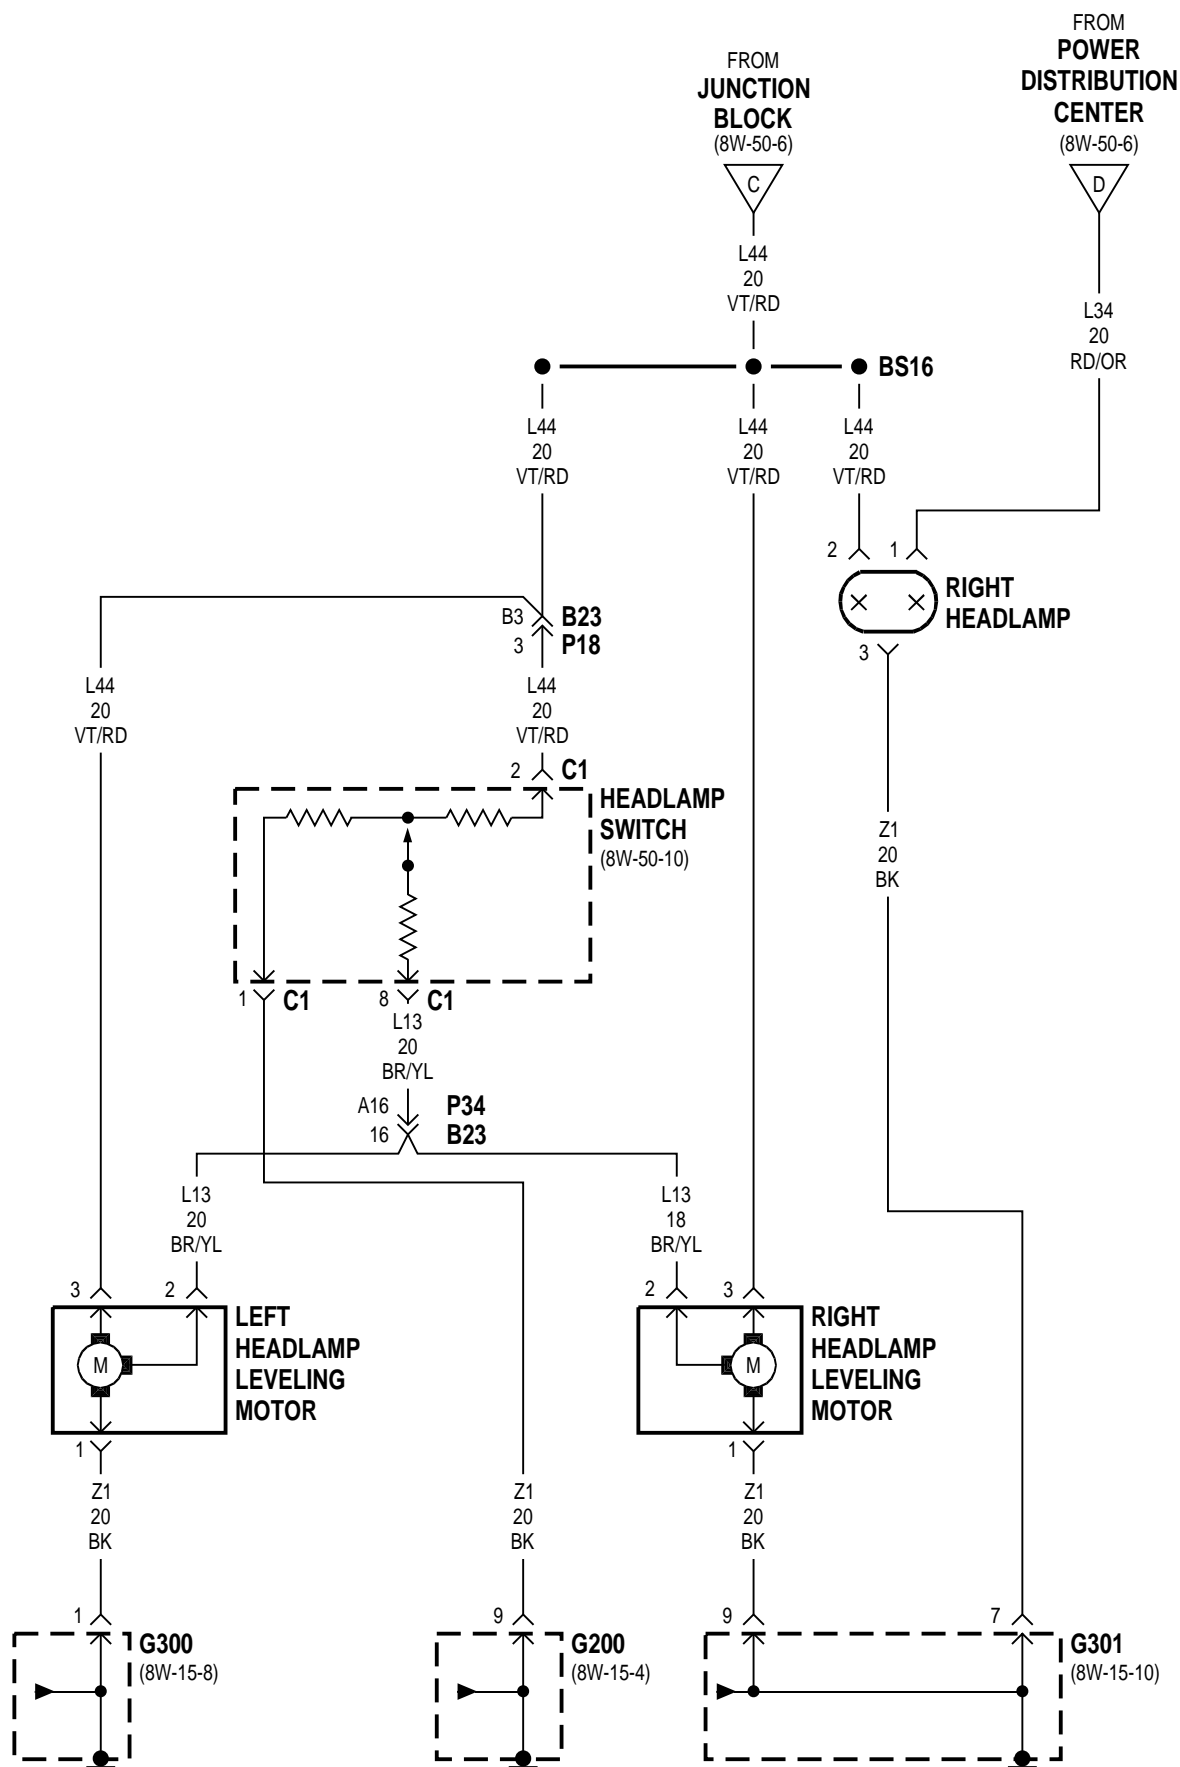 FROM
POWER
DISTRIBUTION
CENTER
(8W-50-6)
D
FROM
JUNCTION
BLOCK
(8W-50-6)
C
L44
20
VT/RD
L34
20
RD/OR
BS16
L44
20
VT/RD
L44
20
VT/RD
L44
20
VT/RD
2
1
RIGHT
HEADLAMP
3
B3
B23
3
P18
L44
20
VT/RD
L44
20
VT/RD
2
C1
HEADLAMP
SWITCH
(8W-50-10)
Z1
20
BK
1
C1
8
C1
L13
20
BR/YL
A16
P34
16
B23
L13
20
BR/YL
L13
18
BR/YL
3
2
2
3
LEFT
HEADLAMP
LEVELING
MOTOR
M
RIGHT
HEADLAMP
LEVELING
MOTOR
M
1
1
Z1
20
BK
Z1
20
BK
Z1
20
BK
1
9
9
7
G300
(8W-15-8)
G200
(8W-15-4)
G301
(8W-15-10)